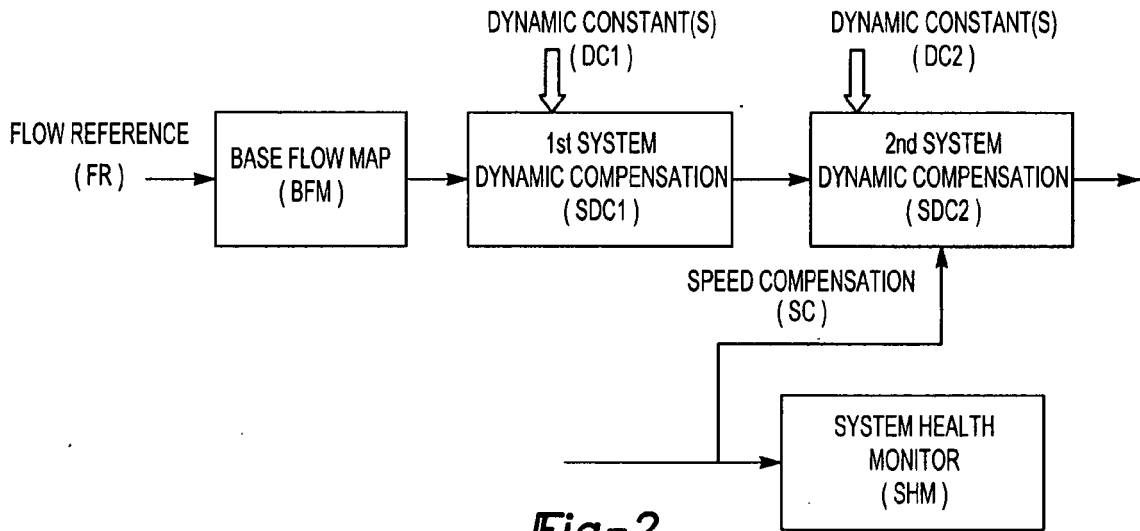 DYNAMIC CONSTANT(S)
( DC1 )
DYNAMIC CONSTANT(S)
( DC2 )
FLOW REFERENCE
( FR )
BASE FLOW MAP
( BFM )
1st SYSTEM
DYNAMIC COMPENSATION
( SDC1 )
2nd SYSTEM
DYNAMIC COMPENSATION
( SDC2 )
SPEED COMPENSATION
( SC )
SYSTEM HEALTH
MONITOR
( SHM )
Fig-2